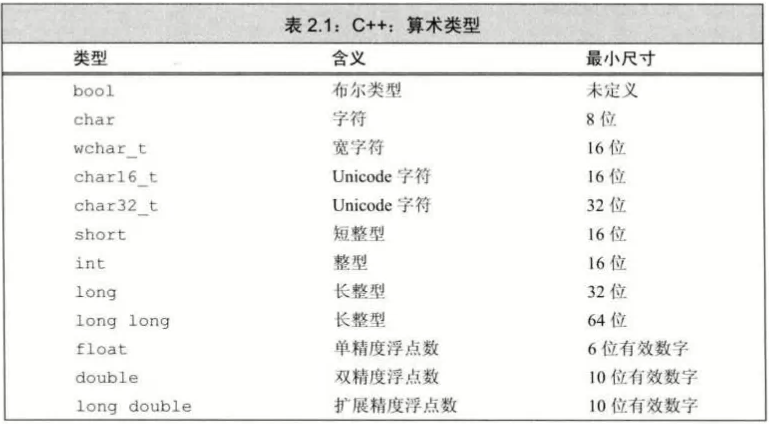 表 2.1：C++：算术类型
类型 含义 最小尺寸
bool 布尔类型 未定义
char 字符 8 位
wchar_t 宽字符 16 位
char16_t Unicode 字符 16 位
char32_t Unicode 字符 32 位
short 短整型 16 位
int 整型 16 位
long 长整型 32 位
long long 长整型 64 位
float 单精度浮点数 6 位有效数字
double 双精度浮点数 10 位有效数字
long double 扩展精度浮点数 10 位有效数字